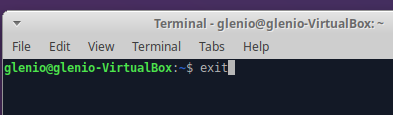 Terminal - glenio@glenio-VirtualBox: ~
File Edit View Terminal Tabs Help
glenio@glenio-VirtualBox:~$ exit